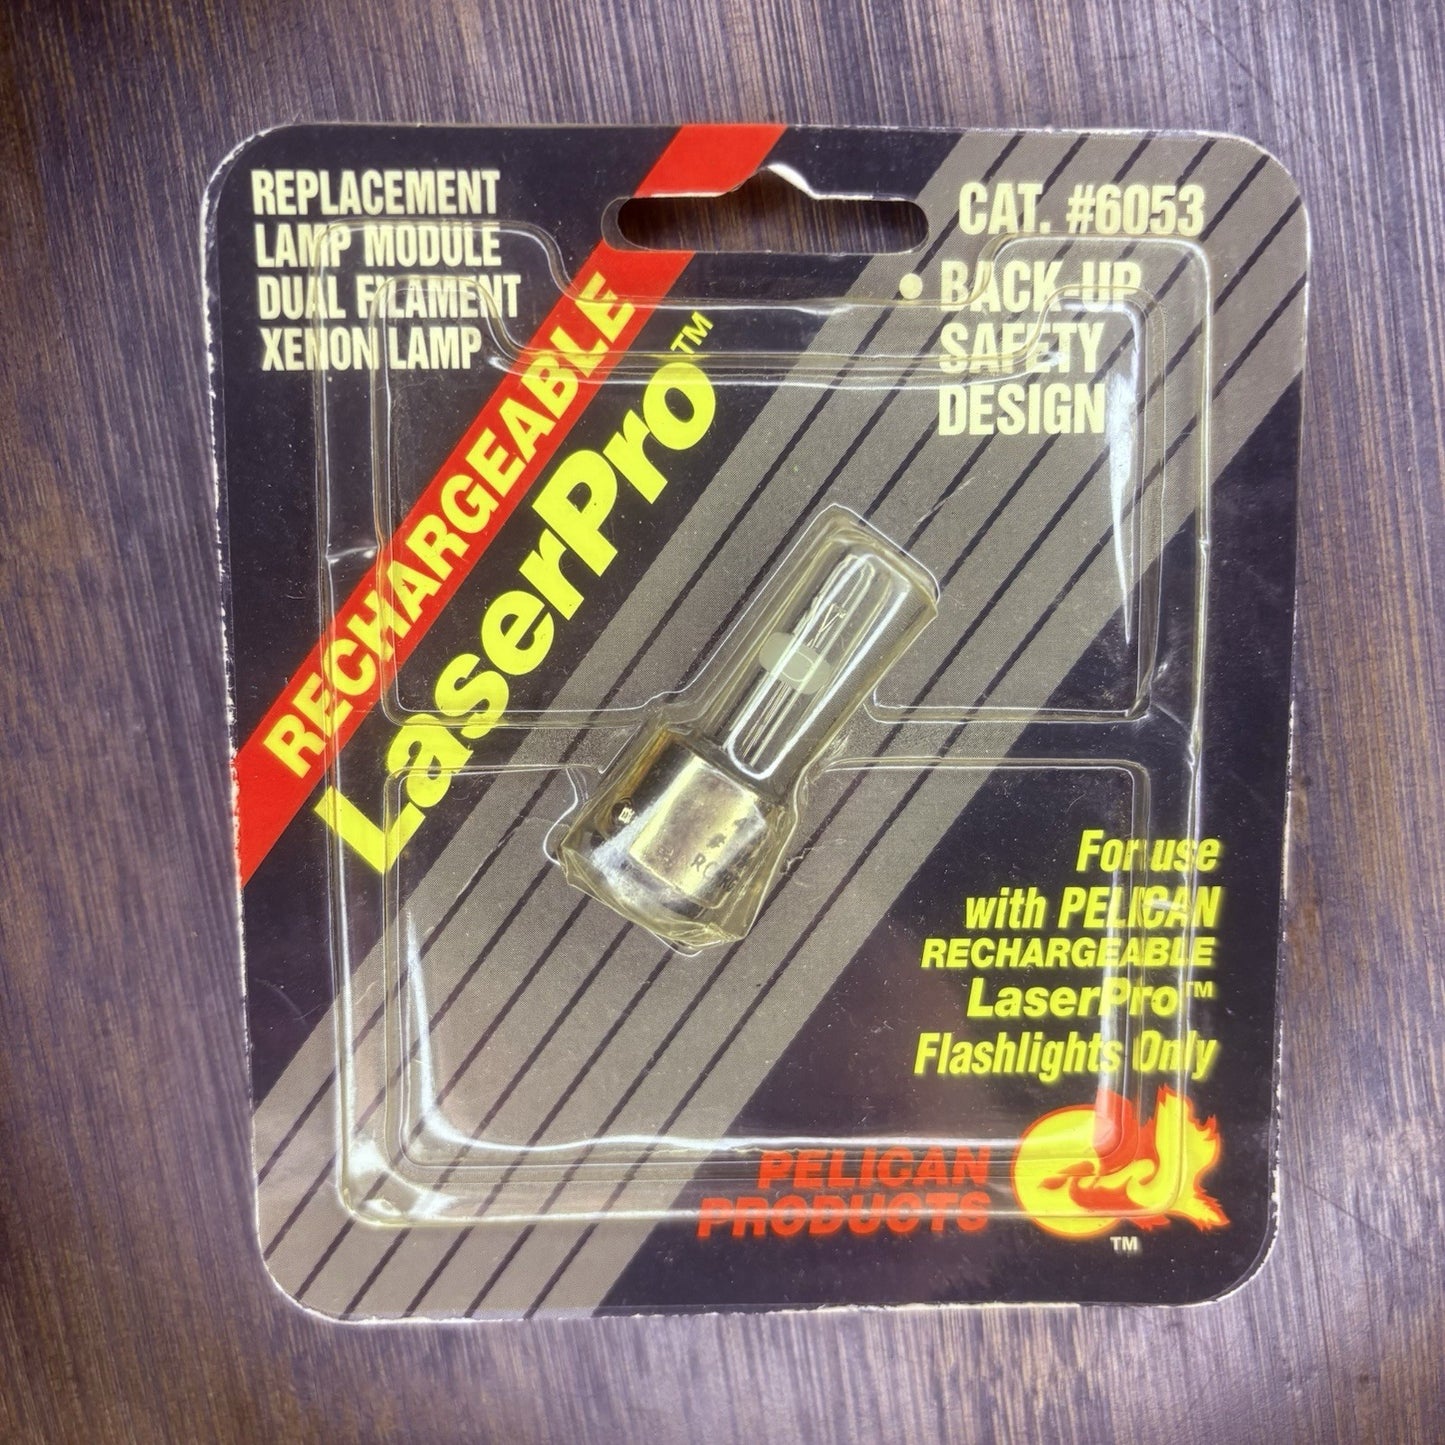 REPLACEMENT
LAMP MODULE
DUAL FILAMENT
XENON LAMP
RECHARGEABLE
LaserPro™
CAT. #6053
• BACK-UP
SAFETY
DESIGN
For use
with PELICAN
RECHARGEABLE
LaserPro™
Flashlights Only
PELICAN
PRODUCTS
TM